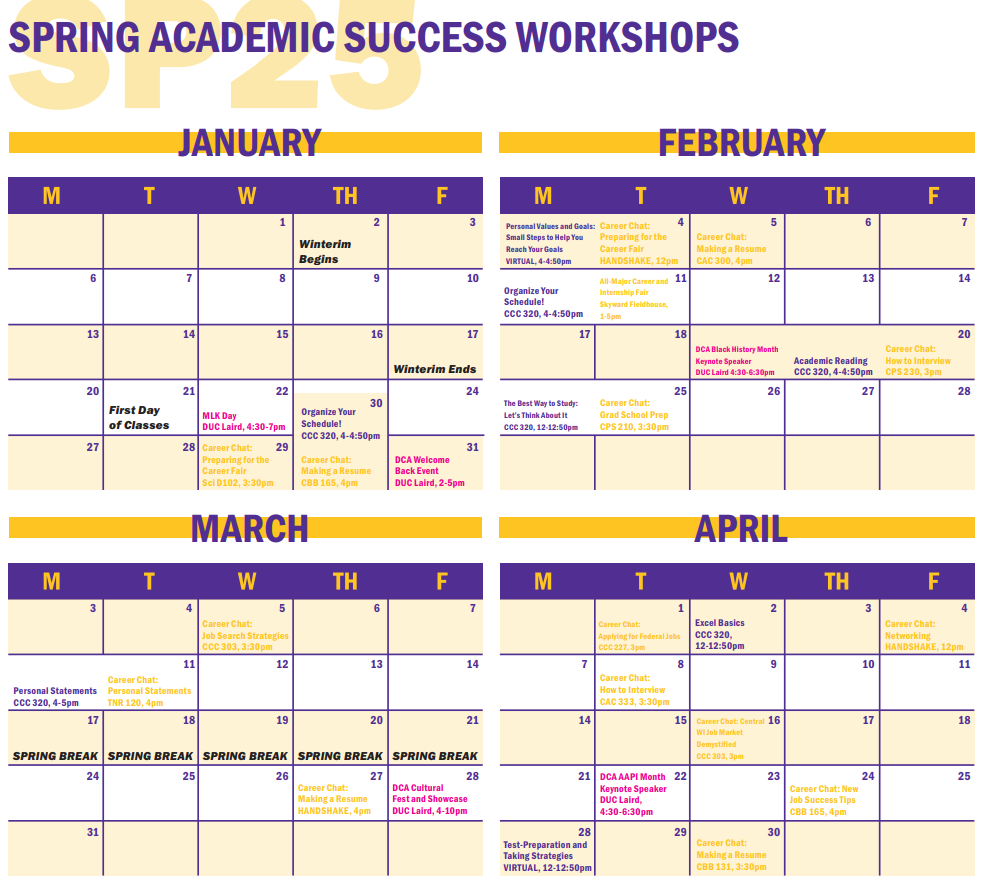 SP25
SPRING ACADEMIC SUCCESS WORKSHOPS
JANUARY
M T W TH F
1 2 3
Winterim
Begins
6 7 8 9 10
13 14 15 16 17
Winterim Ends
20 21 22 30 24
First Day
of Classes
MLK Day
DUC Laird, 4:30-7pm
Organize Your
Schedule!
CCC 320, 4-4:50pm
27 28 29 31
Career Chat:
Preparing for the
Career Fair
Sci D102, 3:30pm
Career Chat:
Making a Resume
CBB 165, 4pm
DCA Welcome
Back Event
DUC Laird, 2-5pm
FEBRUARY
M T W TH F
4 5 6 7
Personal Values and Goals:
Small Steps to Help You
Reach Your Goals
VIRTUAL, 4-4:50pm
Career Chat:
Preparing for the
Career Fair
HANDSHAKE, 12pm
Career Chat:
Making a Resume
CAC 300, 4pm
11 12 13 14
Organize Your
Schedule!
CCC 320, 4-4:50pm
All-Major Career and
Internship Fair
Skyward Fieldhouse,
1-5pm
17 18 20
DCA Black History Month
Keynote Speaker
DUC Laird 4:30-6:30pm
Academic Reading
CCC 320, 4-4:50pm
Career Chat:
How to Interview
CPS 230, 3pm
25 26 27 28
The Best Way to Study:
Let's Think About It
CCC 320, 12-12:50pm
Career Chat:
Grad School Prep
CPS 210, 3:30pm
MARCH
M T W TH F
3 4 5 6 7
Career Chat:
Job Search Strategies
CCC 303, 3:30pm
11 12 13 14
Personal Statements
CCC 320, 4-5pm
Career Chat:
Personal Statements
TNR 120, 4pm
17 18 19 20 21
SPRING BREAK SPRING BREAK SPRING BREAK SPRING BREAK SPRING BREAK
24 25 26 27 28
Career Chat:
Making a Resume
HANDSHAKE, 4pm
DCA Cultural
Fest and Showcase
DUC Laird, 4-10pm
31
APRIL
M T W TH F
1 2 3 4
Career Chat:
Applying for Federal Jobs
CCC 227, 3pm
Excel Basics
CCC 320,
12-12:50pm
Career Chat:
Networking
HANDSHAKE, 12pm
7 8 9 10 11
Career Chat:
How to Interview
CAC 333, 3:30pm
14 15 16 17 18
Career Chat: Central
WI Job Market
Demystified
CCC 303, 3pm
21 22 23 24 25
DCA AAPI Month
Keynote Speaker
DUC Laird,
4:30-6:30pm
Career Chat: New
Job Success Tips
CBB 165, 4pm
28 29 30
Test-Preparation and
Taking Strategies
VIRTUAL, 12-12:50pm
Career Chat:
Making a Resume
CBB 131, 3:30pm